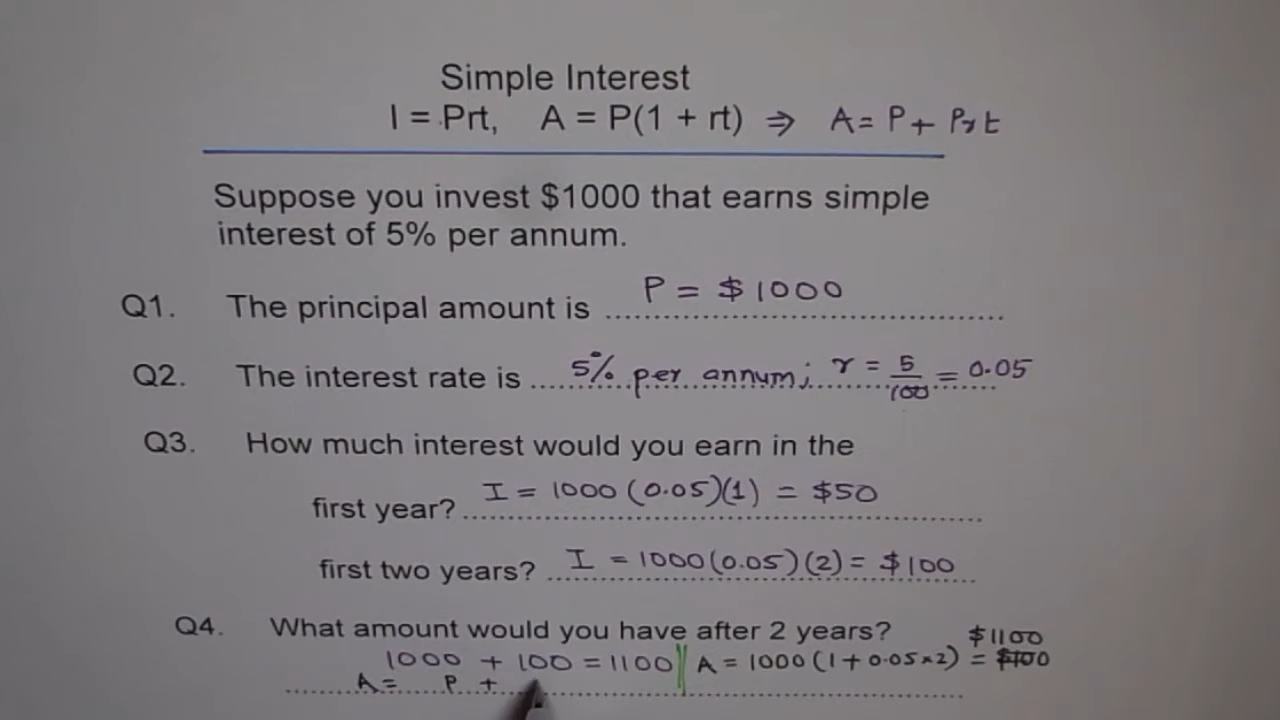 Simple Interest
I = Prt,    A = P(1 + rt) ⇒ A = P + Prt
Suppose you invest $1000 that earns simple
interest of 5% per annum.
Q1. The principal amount is P = $1000
Q2. The interest rate is 5% per annum; r = 5/100 = 0.05
Q3. How much interest would you earn in the
first year? I = 1000 (0.05)(1) = $50
first two years? I = 1000(0.05)(2) = $100
Q4. What amount would you have after 2 years? $1100
1000 + 100 = 1100 || A = 1000 (1 + 0.05×2) =
A = P +